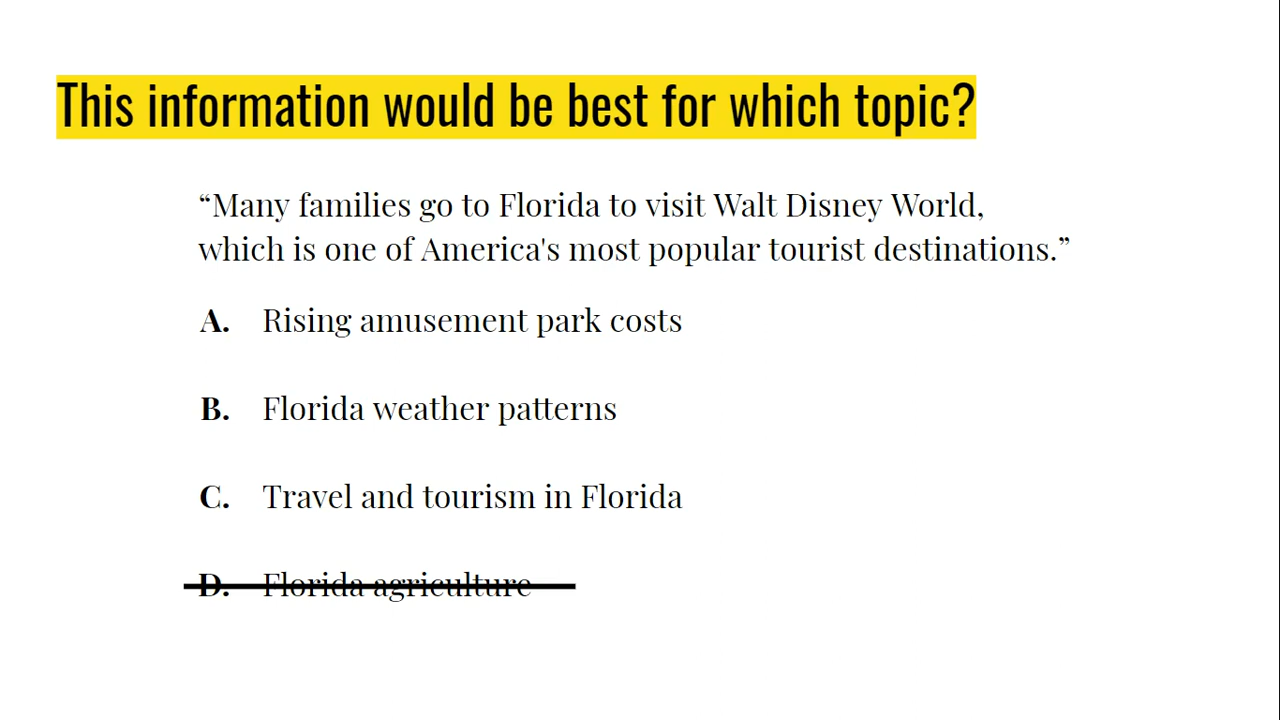 This information would be best for which topic?
“Many families go to Florida to visit Walt Disney World,
which is one of America's most popular tourist destinations.”
A. Rising amusement park costs
B. Florida weather patterns
C. Travel and tourism in Florida
D. Florida agriculture